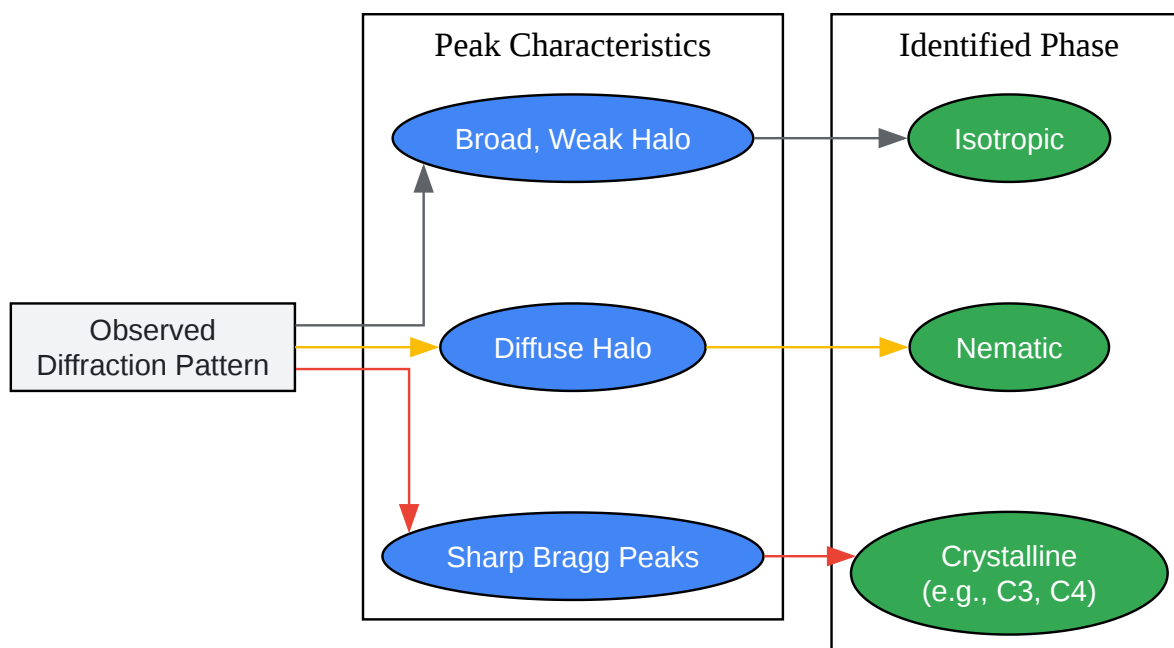 Peak Characteristics
Identified Phase
Broad, Weak Halo
Isotropic
Observed
Diffraction Pattern
Diffuse Halo
Nematic
Sharp Bragg Peaks
Crystalline
(e.g., C3, C4)